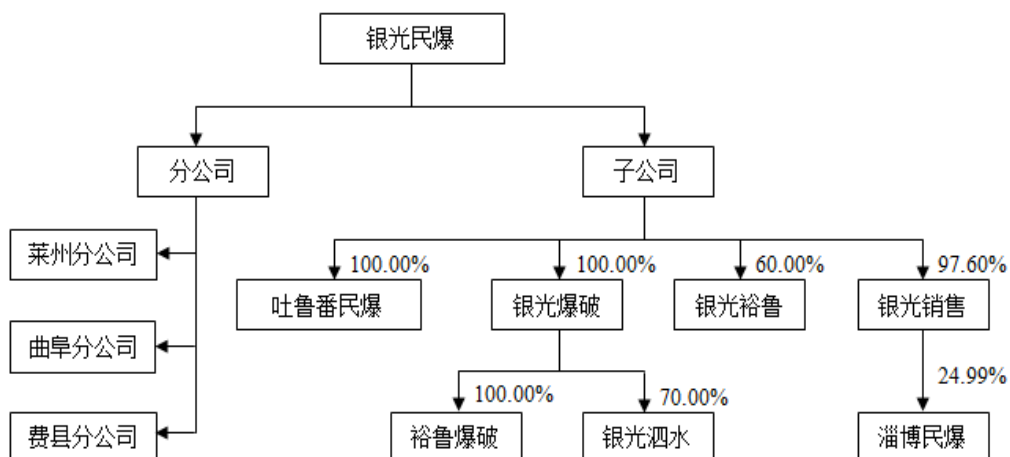 银光民爆
分公司
子公司
莱州分公司
曲阜分公司
费县分公司
100.00%
100.00%
60.00%
97.60%
吐鲁番民爆
银光爆破
银光裕鲁
银光销售
100.00%
70.00%
24.99%
裕鲁爆破
银光泗水
淄博民爆